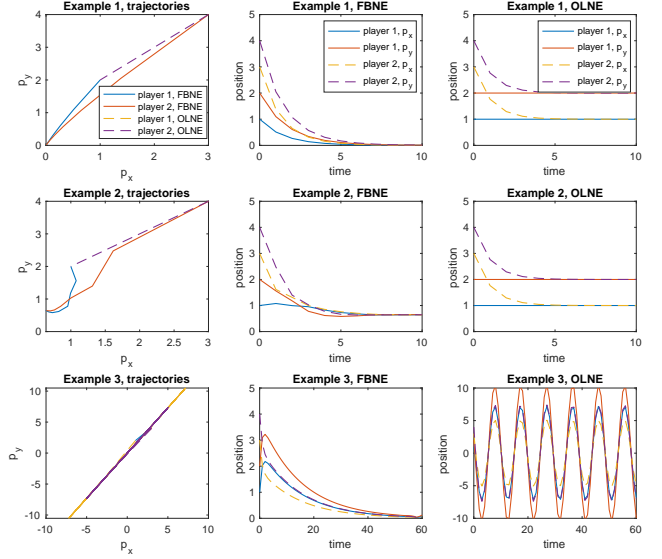 Example 1, trajectories
4
3
2
1
0
p_y
0
1
2
3
p_x
player 1, FBNE
player 2, FBNE
player 1, OLNE
player 2, OLNE
Example 1, FBNE
5
4
3
2
1
0
position
0
5
10
time
player 1, p_x
player 1, p_y
player 2, p_x
player 2, p_y
Example 1, OLNE
5
4
3
2
1
0
position
0
5
10
time
player 1, p_x
player 1, p_y
player 2, p_x
player 2, p_y
Example 2, trajectories
4
3
2
1
0
p_y
1
1.5
2
2.5
3
p_x
Example 2, FBNE
5
4
3
2
1
0
position
0
5
10
time
Example 2, OLNE
5
4
3
2
1
0
position
0
5
10
time
Example 3, trajectories
10
5
0
-5
-10
p_y
-10
-5
0
5
10
p_x
Example 3, FBNE
5
4
3
2
1
0
position
0
20
40
60
time
Example 3, OLNE
10
5
0
-5
-10
position
0
20
40
60
time